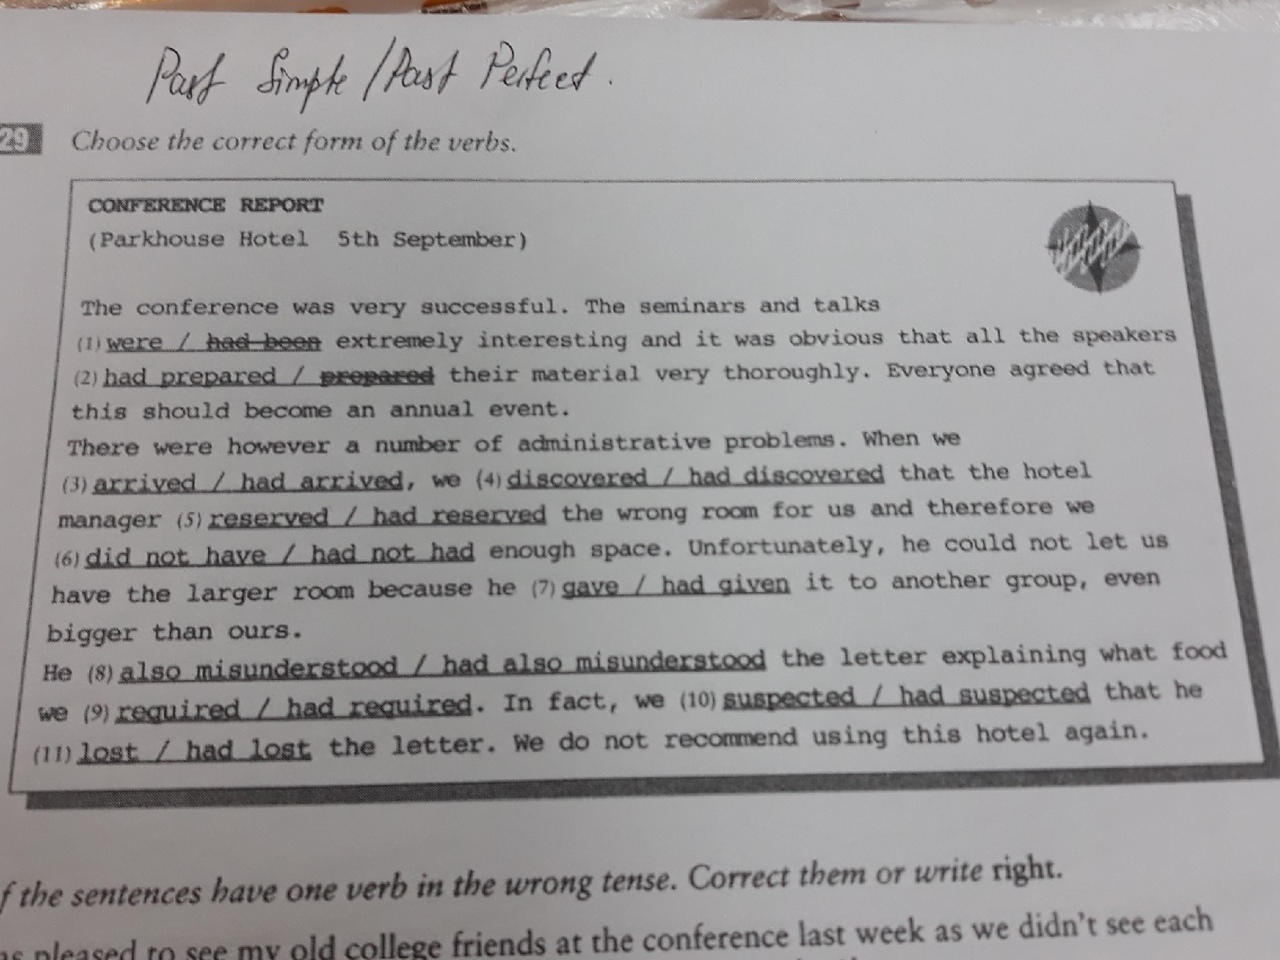 Past Simple / Past Perfect.
29 Choose the correct form of the verbs.
CONFERENCE REPORT
(Parkhouse Hotel 5th September)
The conference was very successful. The seminars and talks
(1) were / had been extremely interesting and it was obvious that all the speakers
(2) had prepared / prepared their material very thoroughly. Everyone agreed that
this should become an annual event.
There were however a number of administrative problems. When we
(3) arrived / had arrived, we (4) discovered / had discovered that the hotel
manager (5) reserved / had reserved the wrong room for us and therefore we
(6) did not have / had not had enough space. Unfortunately, he could not let us
have the larger room because he (7) gave / had given it to another group, even
bigger than ours.
He (8) also misunderstood / had also misunderstood the letter explaining what food
we (9) required / had required. In fact, we (10) suspected / had suspected that he
(11) lost / had lost the letter. We do not recommend using this hotel again.
f the sentences have one verb in the wrong tense. Correct them or write right.
as pleased to see my old college friends at the conference last week as we didn't see each